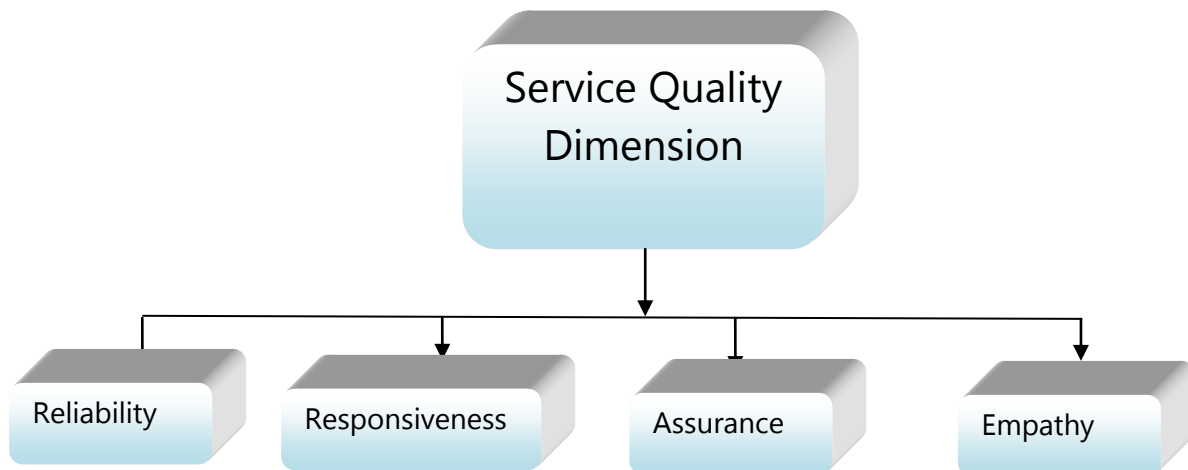 Service Quality
Dimension
Reliability
Responsiveness
Assurance
Empathy